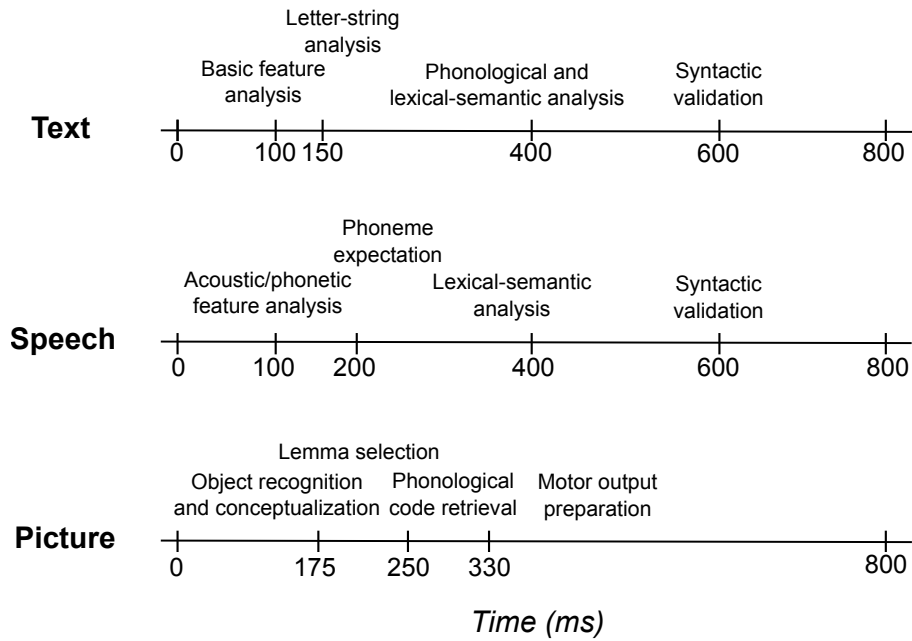 Letter-string
analysis
Basic feature
analysis
Phonological and
lexical-semantic analysis
Syntactic
validation
Text
0 100 150 400 600 800
Phoneme
expectation
Acoustic/phonetic
feature analysis
Lexical-semantic
analysis
Syntactic
validation
Speech
0 100 200 400 600 800
Lemma selection
Object recognition
and conceptualization
Phonological
code retrieval
Motor output
preparation
Picture
0 175 250 330 800
Time (ms)